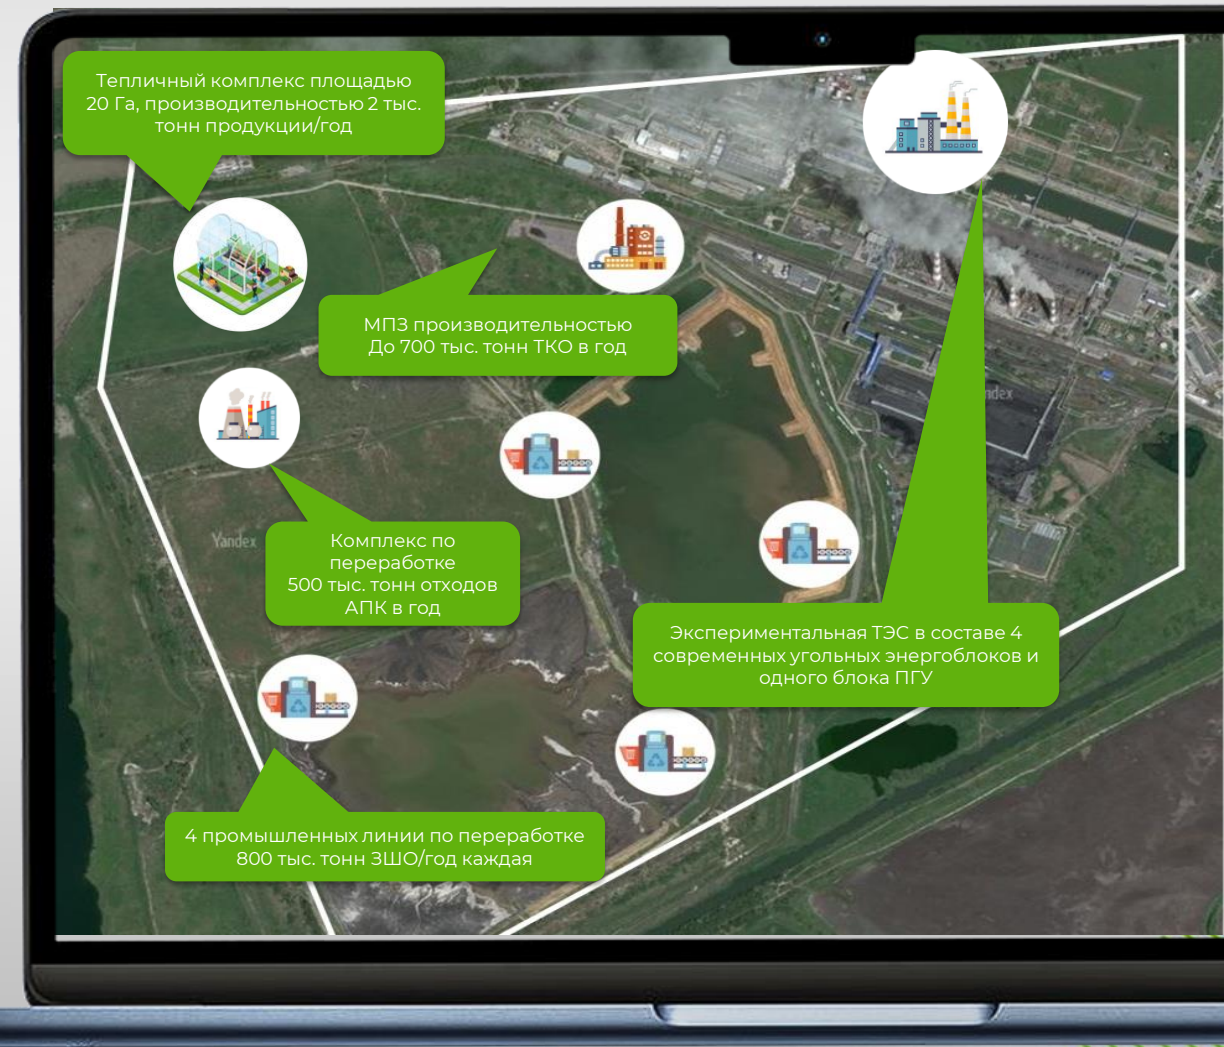 Тепличный комплекс площадью
20 Га, производительностью 2 тыс.
тонн продукции/год
МПЗ производительностью
До 700 тыс. тонн ТКО в год
Yandex
Комплекс по
переработке
500 тыс. тонн отходов
АПК в год
Экспериментальная ТЭС в составе 4
современных угольных энергоблоков и
одного блока ПГУ
4 промышленных линии по переработке
800 тыс. тонн ЗШО/год каждая